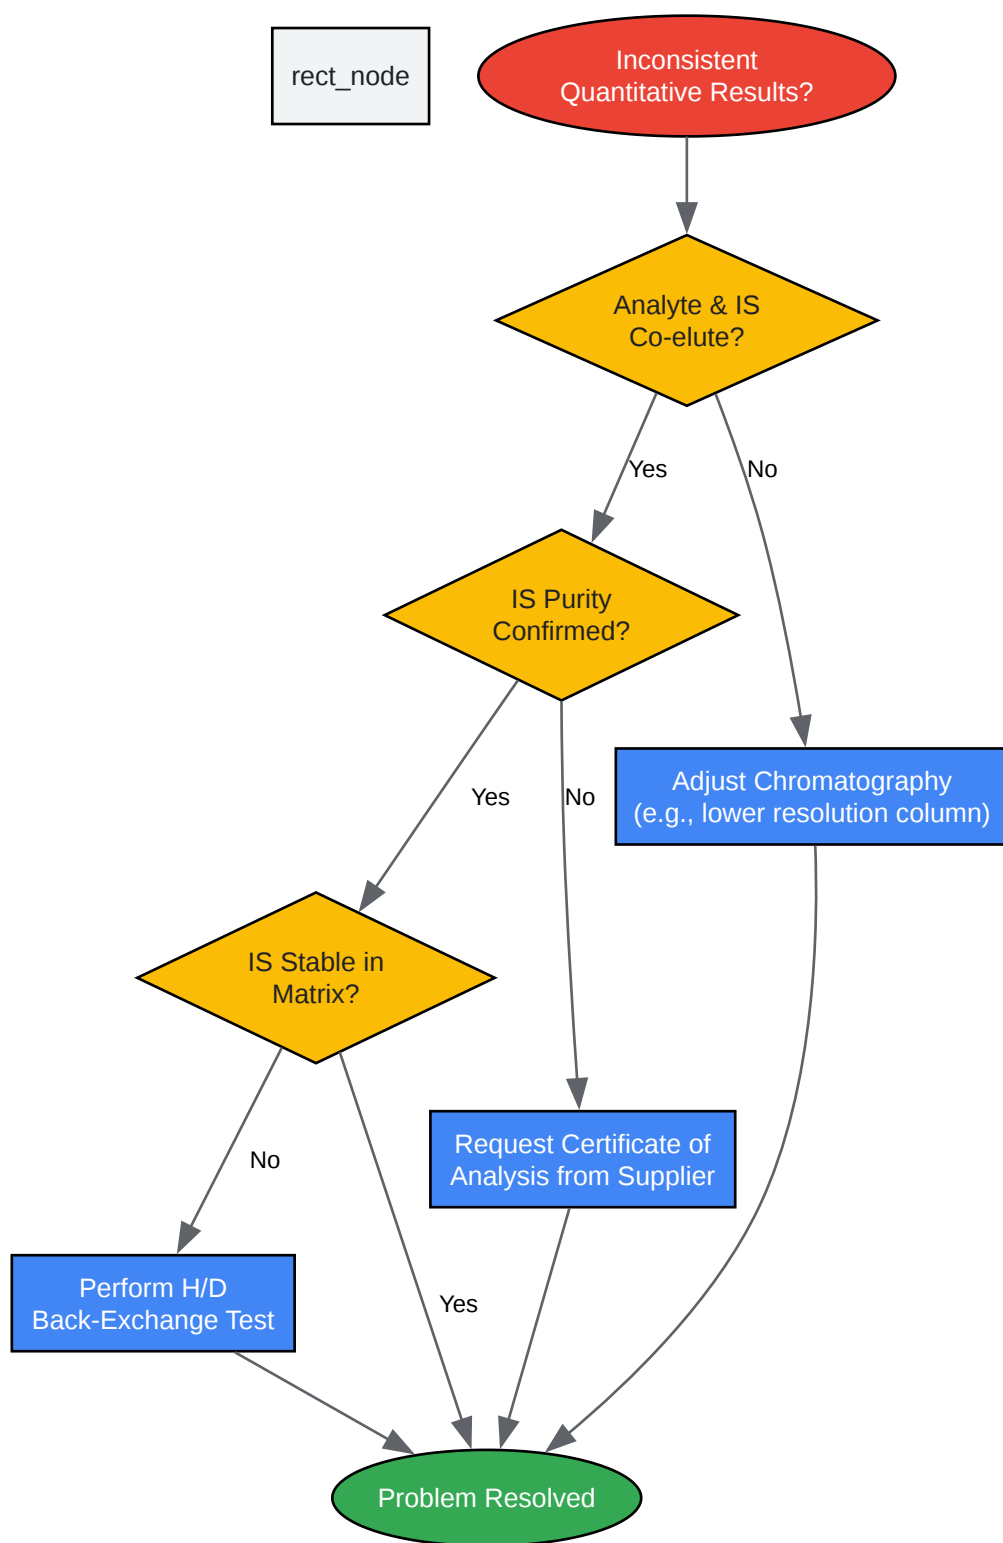 rect_node
Inconsistent
Quantitative Results?
Analyte & IS
Co-elute?
Yes
No
IS Purity
Confirmed?
Yes
No
Adjust Chromatography
(e.g., lower resolution column)
IS Stable in
Matrix?
No
Request Certificate of
Analysis from Supplier
Perform H/D
Back-Exchange Test
Yes
Problem Resolved